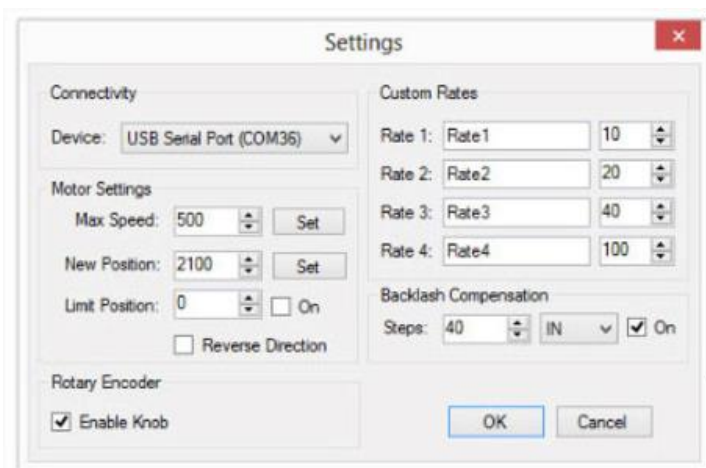 Settings
Connectivity
Device: USB Serial Port (COM36)
Motor Settings
Max Speed: 500 Set
New Position: 2100 Set
Limit Position: 0 On
Reverse Direction
Rotary Encoder
Enable Knob
Custom Rates
Rate 1: Rate1 10
Rate 2: Rate2 20
Rate 3: Rate3 40
Rate 4: Rate4 100
Backlash Compensation
Steps: 40 IN On
OK Cancel